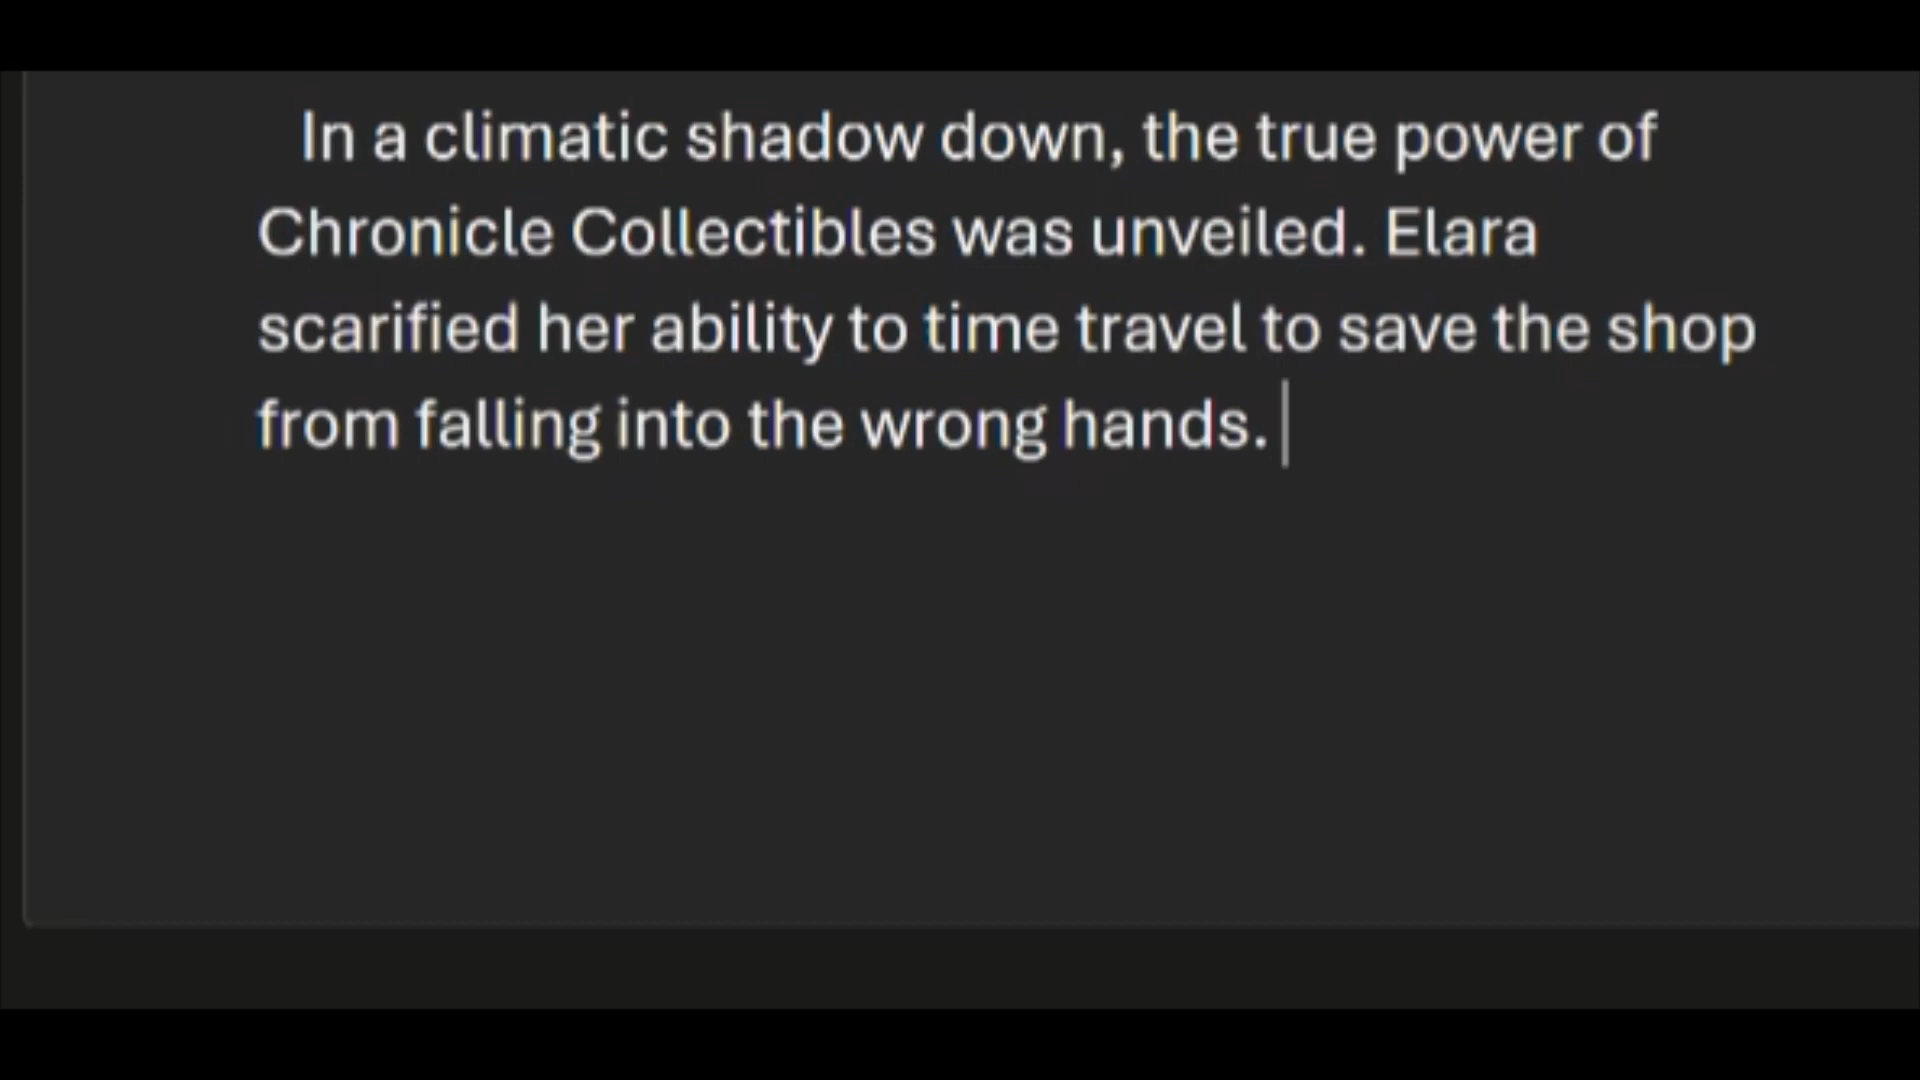 In a climatic shadow down, the true power of
Chronicle Collectibles was unveiled. Elara
scarified her ability to time travel to save the shop
from falling into the wrong hands.